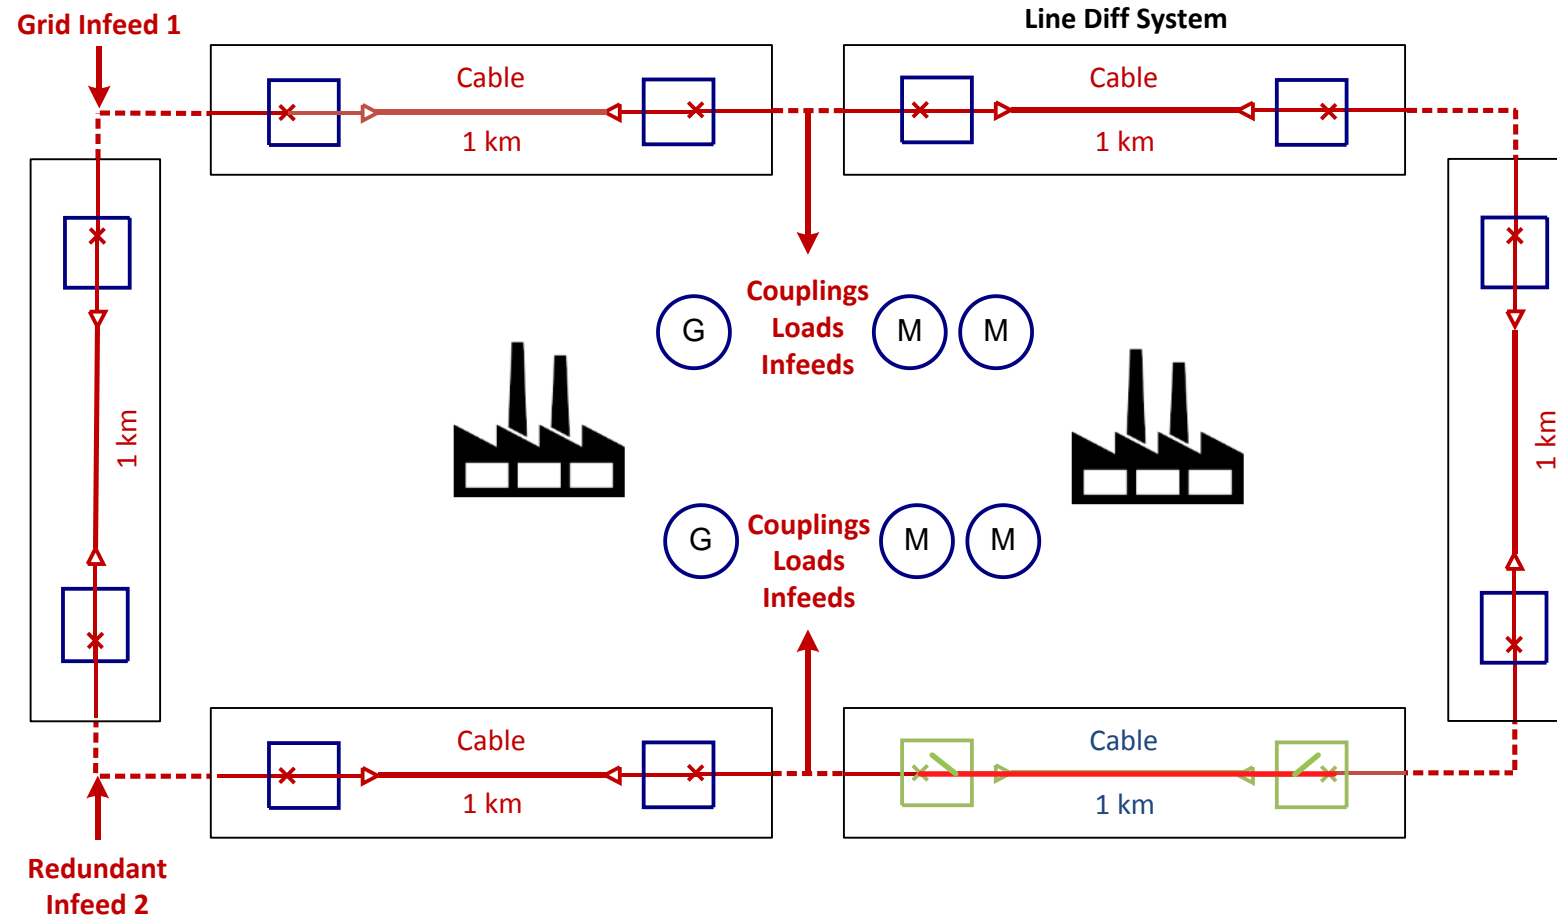 Line Diff System
Grid Infeed 1
Cable
1 km
Cable
1 km
G
Couplings
Loads
Infeeds
M
M
1 km
1 km
G
Couplings
Loads
Infeeds
M
M
Cable
1 km
Cable
1 km
Redundant
Infeed 2